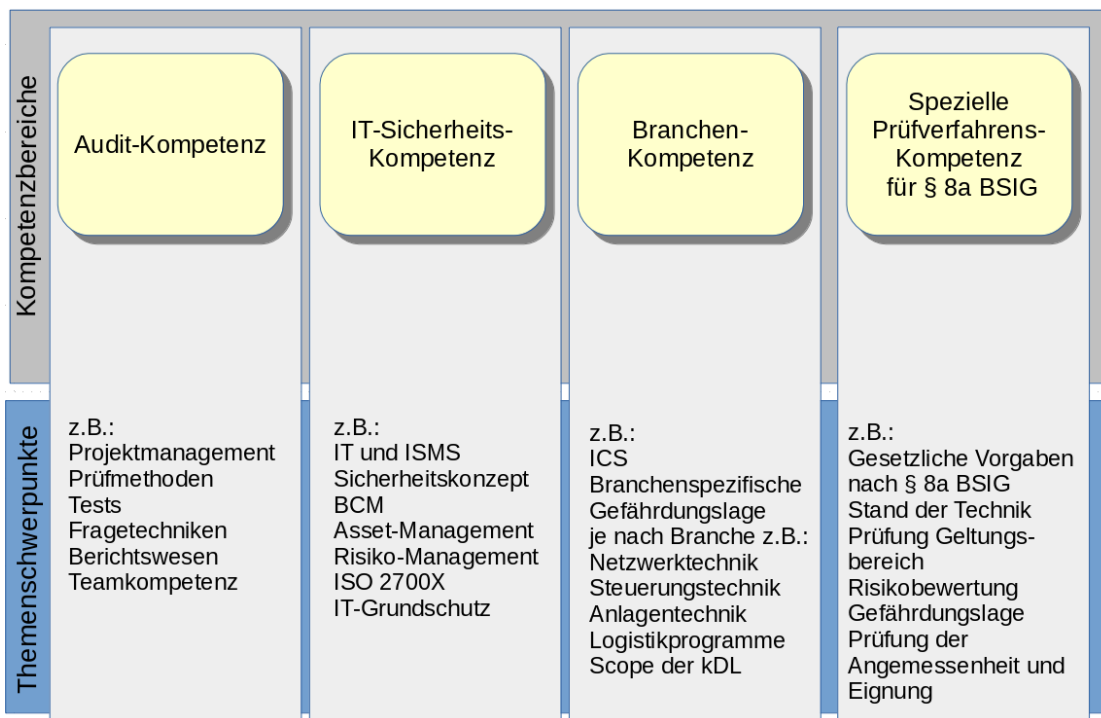 Kompetenzbereiche
Audit-Kompetenz
IT-Sicherheits-
Kompetenz
Branchen-
Kompetenz
Spezielle
Prüfverfahrens-
Kompetenz
für § 8a BSIG
Themenschwerpunkte
z.B.:
Projektmanagement
Prüfmethoden
Tests
Fragetechniken
Berichtswesen
Teamkompetenz
z.B.:
IT und ISMS
Sicherheitskonzept
BCM
Asset-Management
Risiko-Management
ISO 2700X
IT-Grundschutz
z.B.:
ICS
Branchenspezifische
Gefährdungslage
je nach Branche z.B.:
Netzwerktechnik
Steuerungstechnik
Anlagentechnik
Logistikprogramme
Scope der kDL
z.B.:
Gesetzliche Vorgaben
nach § 8a BSIG
Stand der Technik
Prüfung Geltungs-
bereich
Risikobewertung
Gefährdungslage
Prüfung der
Angemessenheit und
Eignung